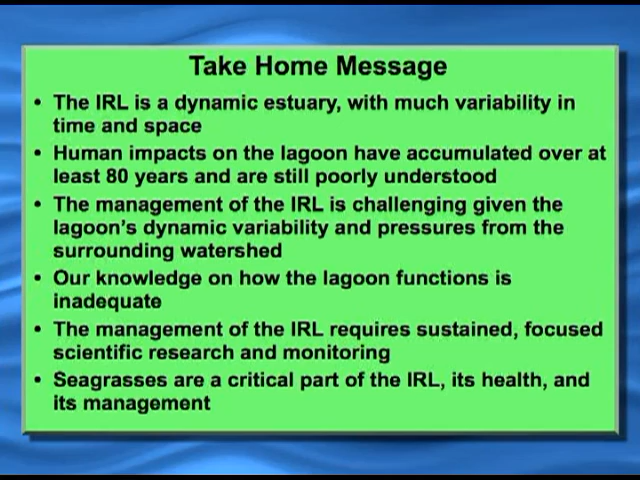 Take Home Message
• The IRL is a dynamic estuary, with much variability in
time and space
• Human impacts on the lagoon have accumulated over at
least 80 years and are still poorly understood
• The management of the IRL is challenging given the
lagoon's dynamic variability and pressures from the
surrounding watershed
• Our knowledge on how the lagoon functions is
inadequate
• The management of the IRL requires sustained, focused
scientific research and monitoring
• Seagrasses are a critical part of the IRL, its health, and
its management